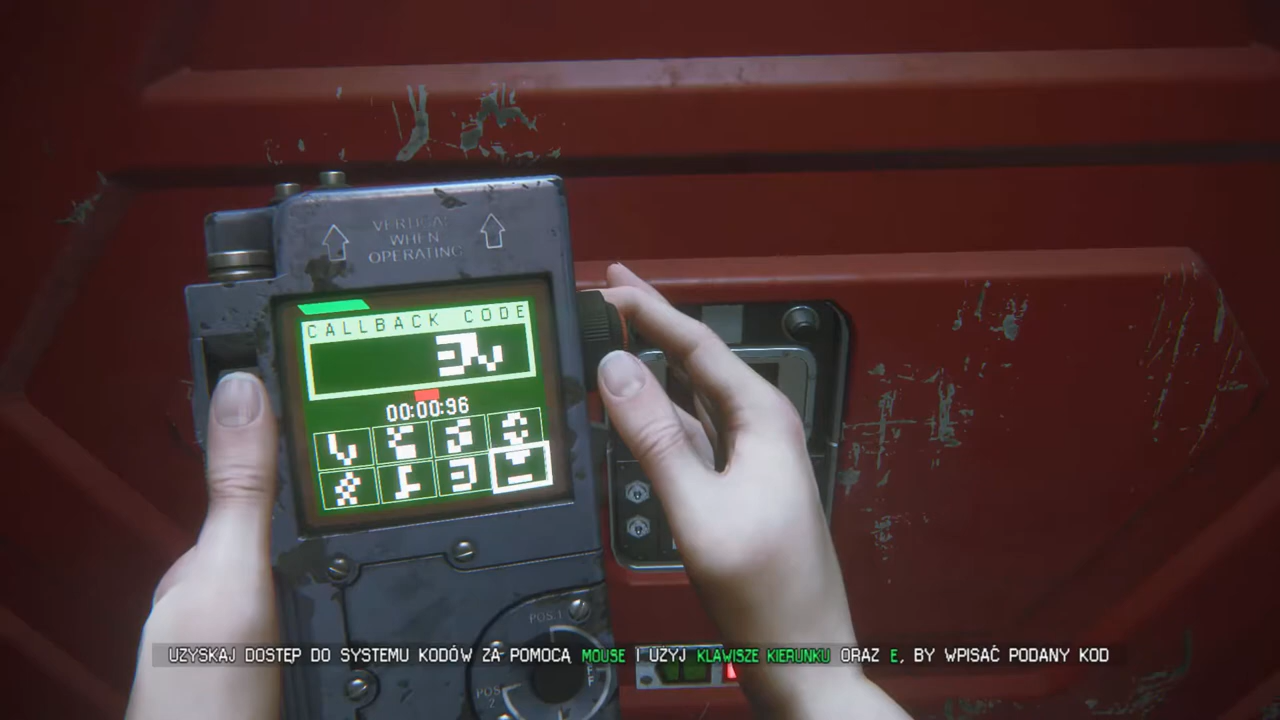 VERTICAL
WHEN
OPERATING
CALLBACK CODE
00:00:96
POS 1
POS
2
UZYSKAJ DOSTĘP DO SYSTEMU KODÓW ZA POMOCĄ MOUSE I UŻYJ KLAWISZE KIERUNKU ORAZ E, BY WPISAĆ PODANY KOD